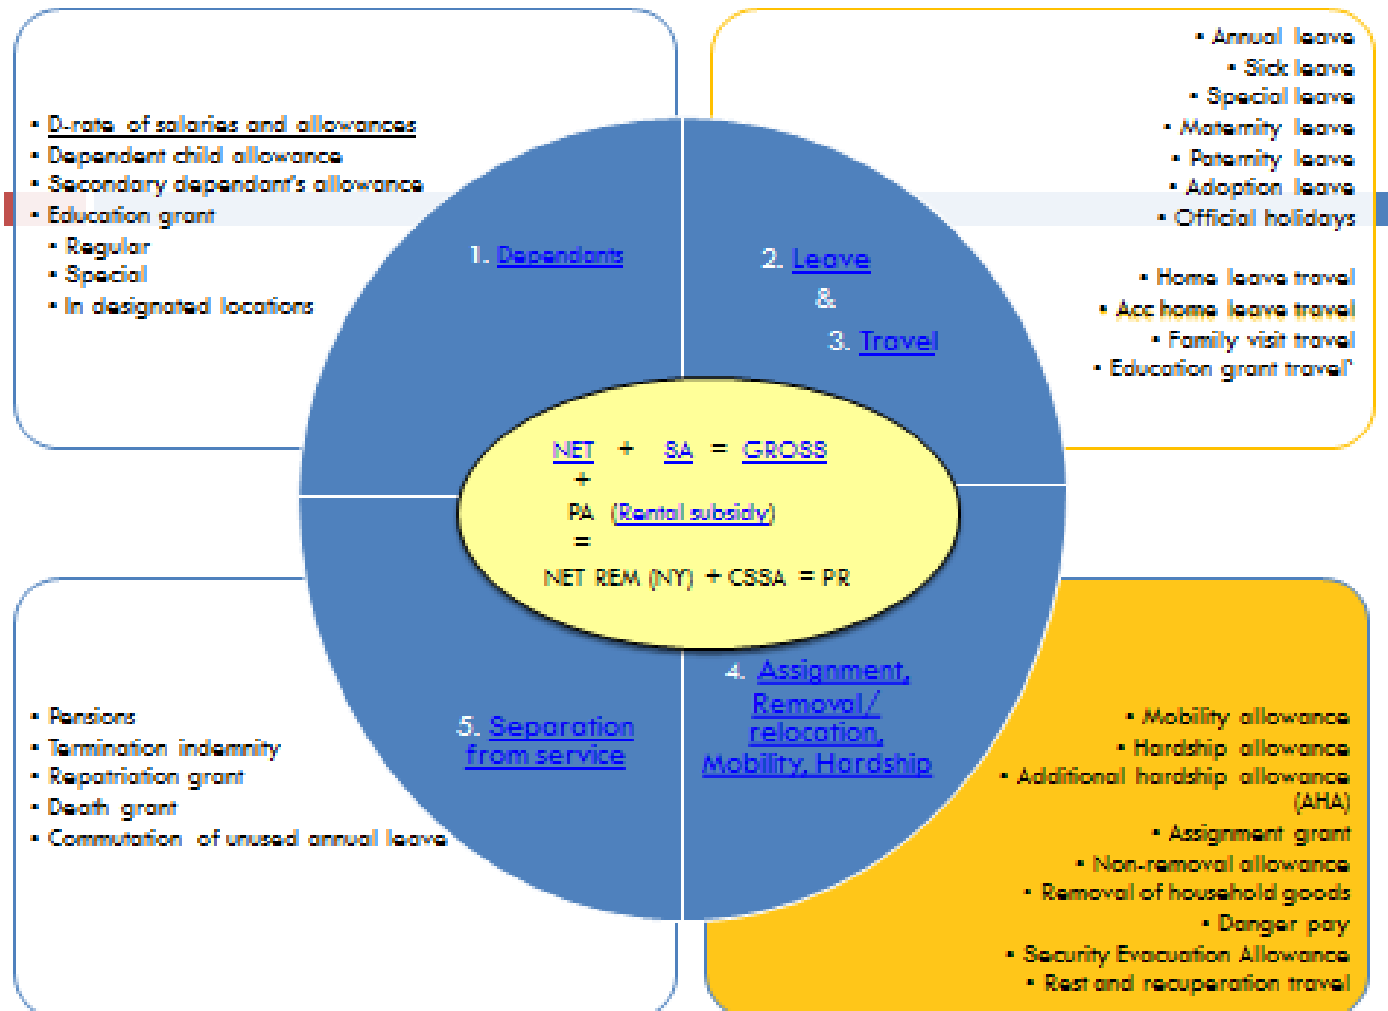 • D-rate of salaries and allowances
• Dependent child allowance
• Secondary dependant's allowance
• Education grant
• Regular
• Special
• In designated locations
• Annual leave
• Sick leave
• Special leave
• Maternity leave
• Paternity leave
• Adoption leave
• Official holidays
• Home leave travel
• Acc home leave travel
• Family visit travel
• Education grant travel`
1. Dependants
2. Leave
&
3. Travel
NET + SA = GROSS
+
PA (Rental subsidy)
=
NET REM (NY) + CSSA = PR
5. Separation
from service
4. Assignment,
Removal/
relocation,
Mobility, Hardship
• Pensions
• Termination indemnity
• Repatriation grant
• Death grant
• Commutation of unused annual leave
• Mobility allowance
• Hardship allowance
• Additional hardship allowance
(AHA)
• Assignment grant
• Non-removal allowance
• Removal of household goods
• Danger pay
• Security Evacuation Allowance
• Rest and recuperation travel